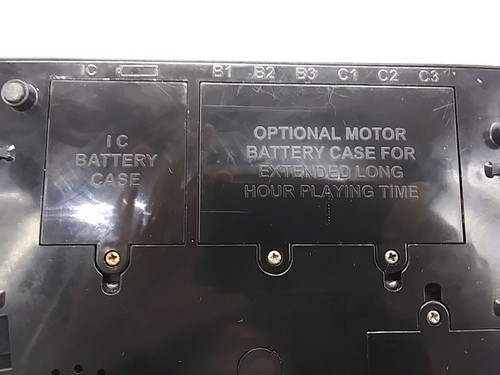 IC B1 B2 B3 C1 C2 C3
IC
BATTERY
CASE
OPTIONAL MOTOR
BATTERY CASE FOR
EXTENDED LONG
HOUR PLAYING TIME